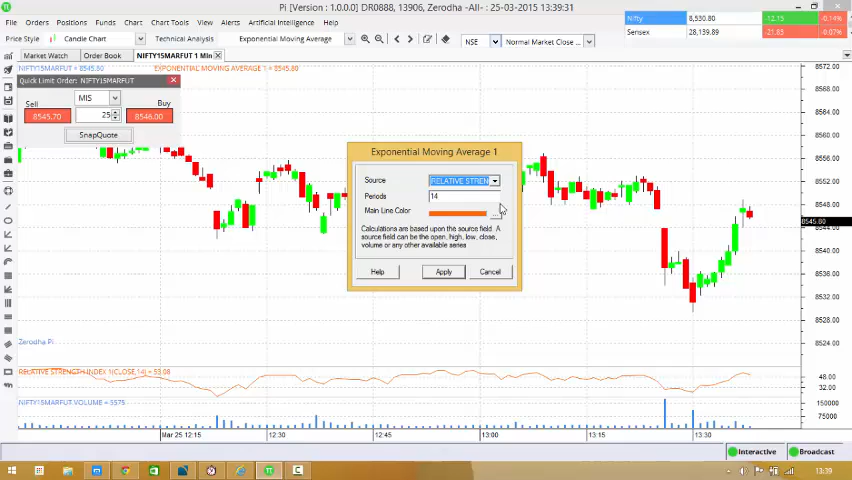 Pi [Version : 1.0.0.0] DR0888, 13906, Zerodha -All- : 25-03-2015 13:39:31
Instruments Orders Positions Funds Chart Chart Tools View Alerts Artificial Intelligence Help
Nifty 8,530.80 -12.15 -0.14%
Sensex 28,139.89 -21.85 -0.07%
Price Style Candle Chart Technical Analysis Exponential Moving Average NSE Normal Market Close ...
Market Watch Order Book NIFTY15MARFUT 1 Min
NIFTY15MARFUT = 8545.80 EXPONENTIAL MOVING AVERAGE 1 = 8545.80
Quick Limit Order: NIFTY15MARFUT
MIS
Sell Buy
8545.70 25 8546.00
SnapQuote
Exponential Moving Average 1
Source RELATIVE STREN
Periods 14
Main Line Color ...
Calculations are based upon the source field. A
source field can be the open, high, low, close,
volume or any other available series
Help Apply Cancel
8572.00
8568.00
8564.00
8560.00
8556.00
8552.00
8548.00
8545.80
8544.00
8540.00
8536.00
8532.00
8528.00
8524.00
Zerodha Pi
RELATIVE STRENGTH INDEX 1(CLOSE,14) = 53.08
48.00
32.00
NIFTY15MARFUT VOLUME = 5575
150000
75000
Mar 25 12:15 12:30 12:45 13:00 13:15 13:30
Interactive Broadcast
13:39